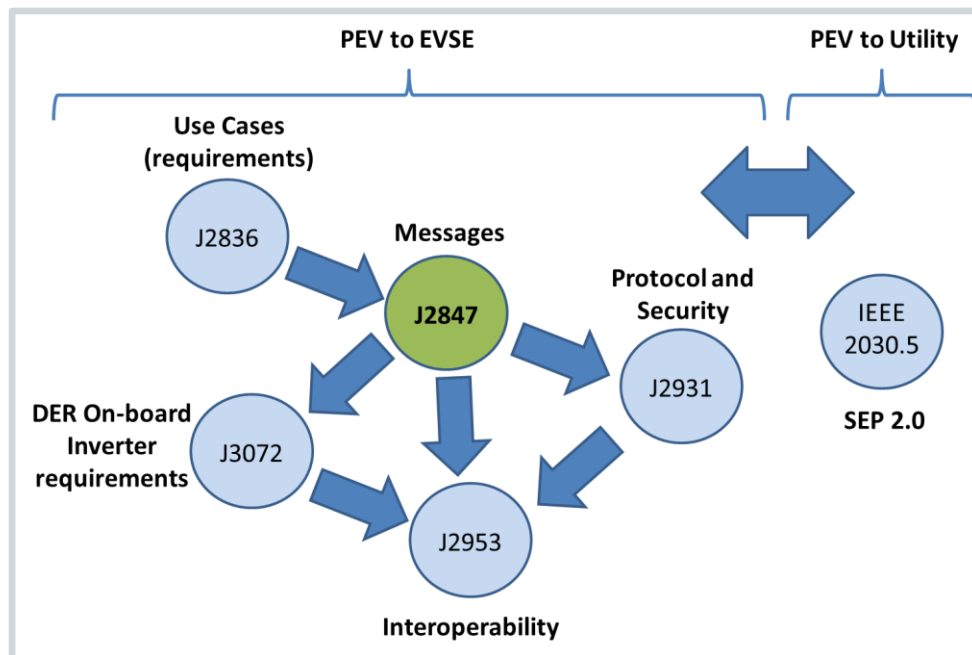 PEV to EVSE
PEV to Utility
Use Cases
(requirements)
J2836
Messages
J2847
Protocol and
Security
J2931
IEEE
2030.5
SEP 2.0
DER On-board
Inverter
requirements
J3072
J2953
Interoperability